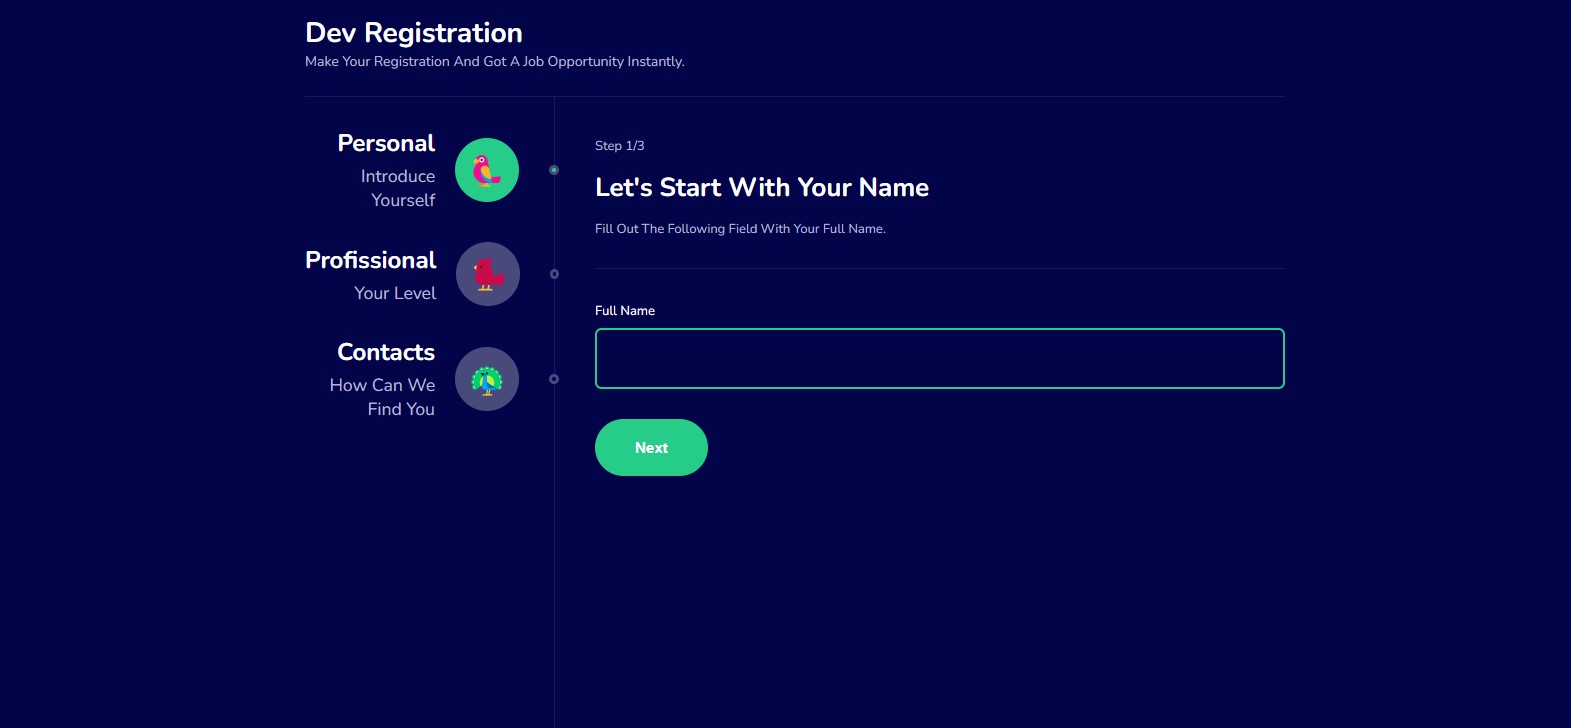 Dev Registration
Make Your Registration And Got A Job Opportunity Instantly.
Personal
Introduce
Yourself
Profissional
Your Level
Contacts
How Can We
Find You
Step 1/3
Let's Start With Your Name
Fill Out The Following Field With Your Full Name.
Full Name
Next